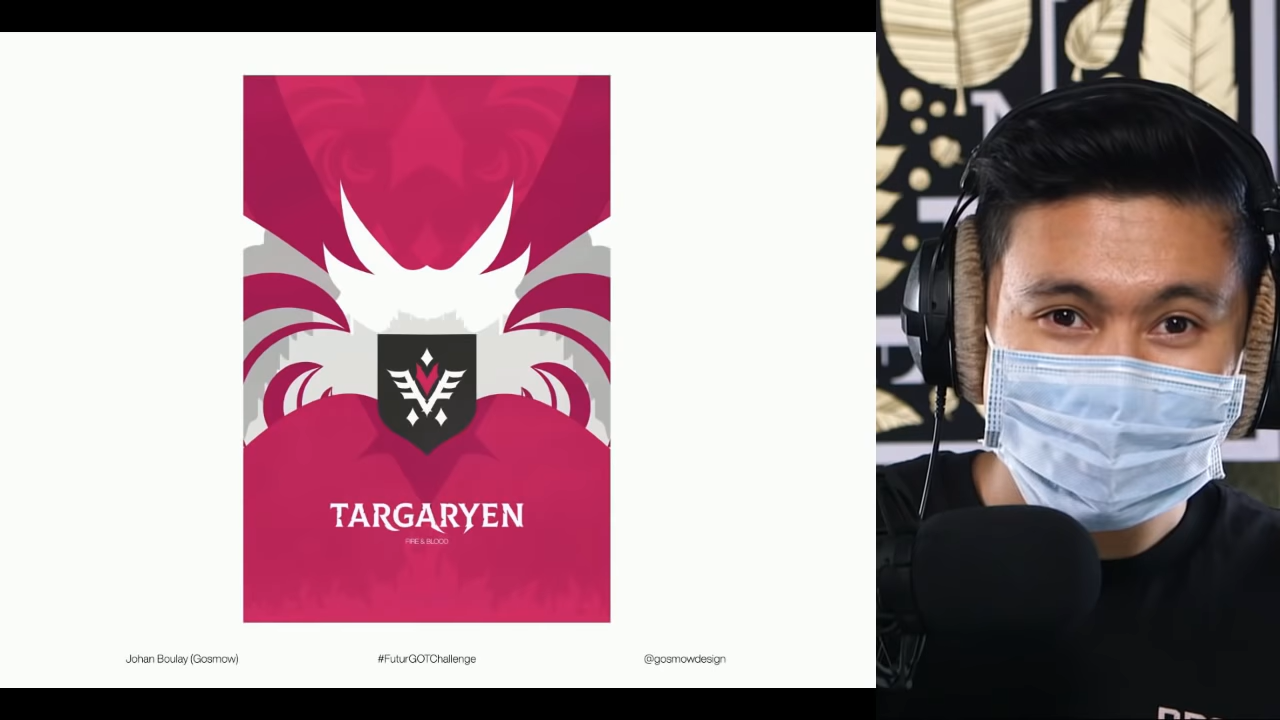 TARGARYEN
FIRE & BLOOD
Johan Boulay (Gosmow)
#FuturGOTChallenge
@gosmowdesign